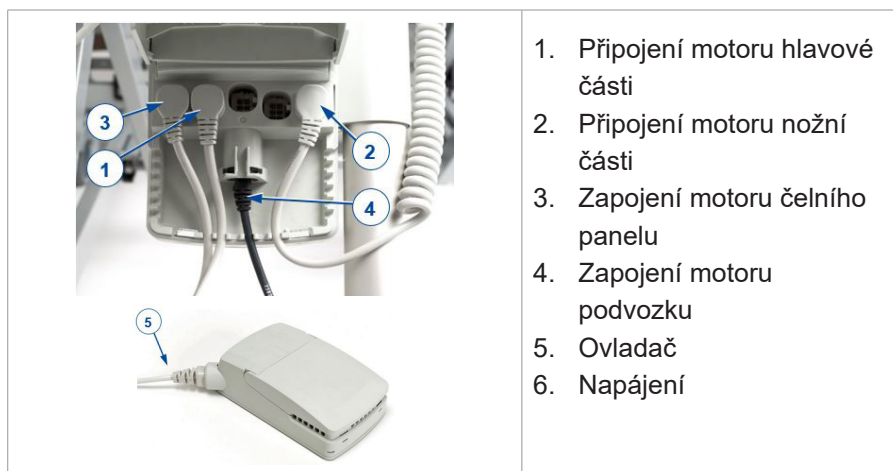 3
1
2
4
5
1. Připojení motoru hlavové
části
2. Připojení motoru nožní
části
3. Zapojení motoru čelního
panelu
4. Zapojení motoru
podvozku
5. Ovladač
6. Napájení